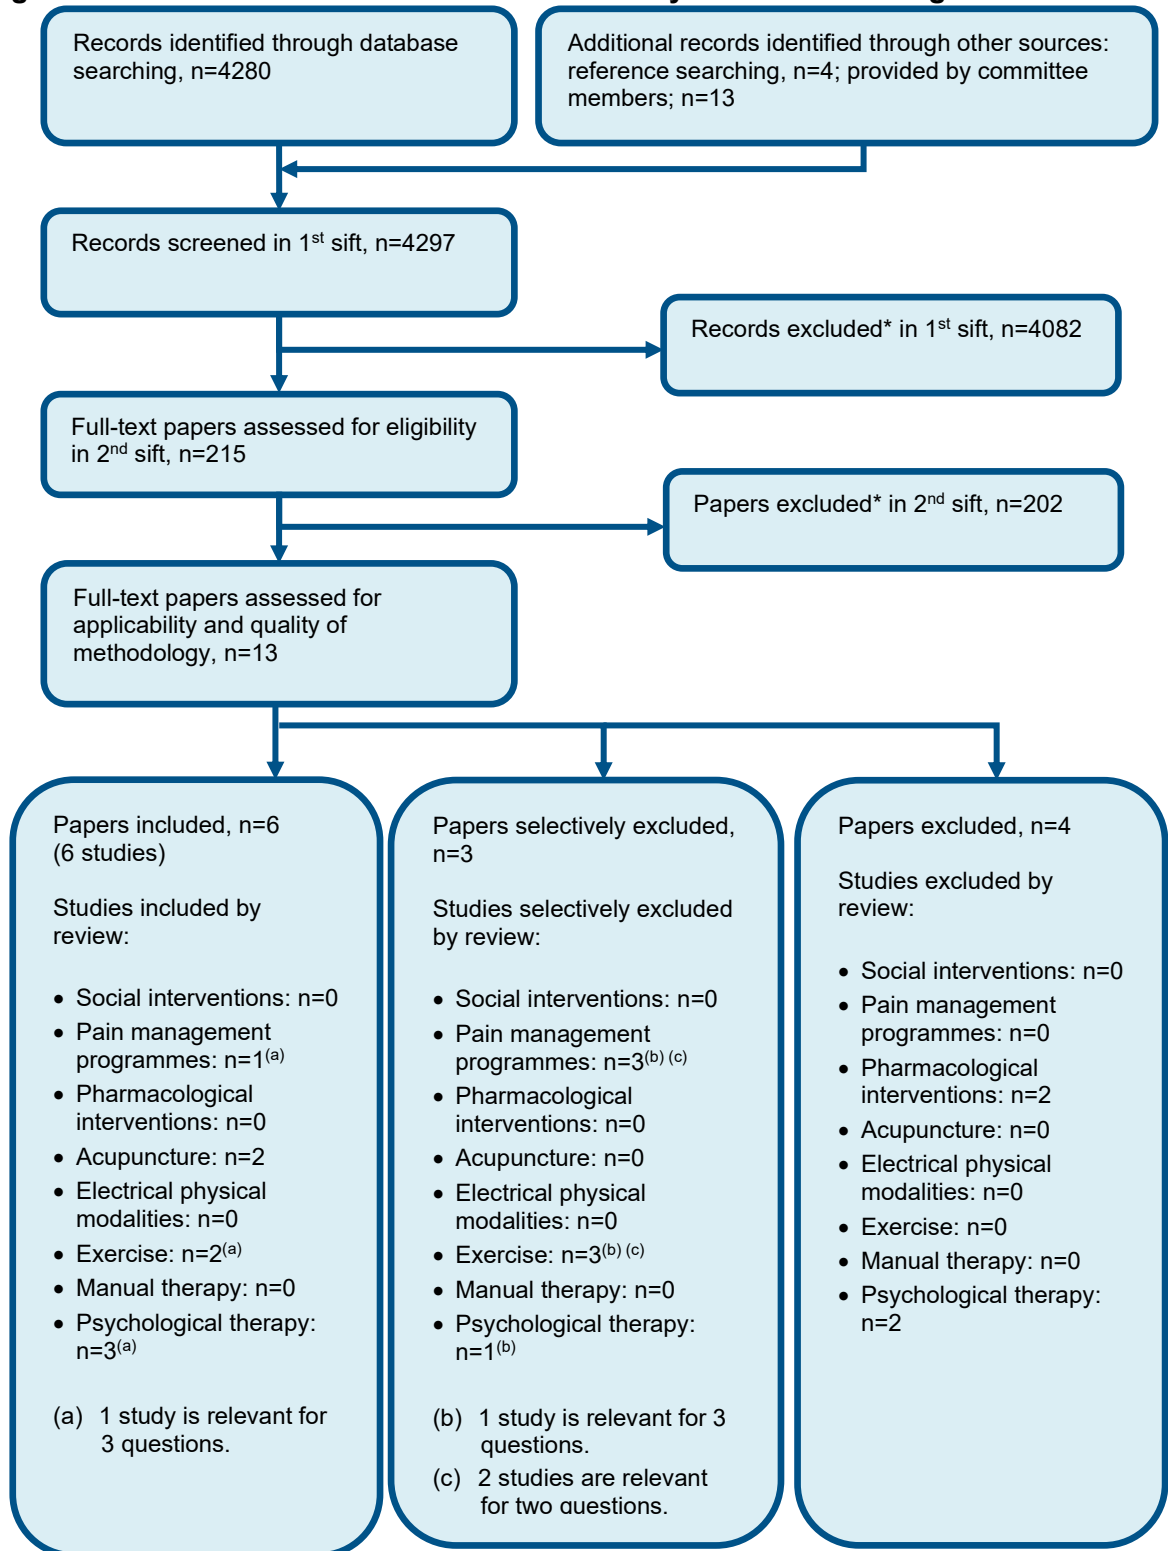 Records identified through database
searching, n=4280
Additional records identified through other sources:
reference searching, n=4; provided by committee
members; n=13
Records screened in 1st sift, n=4297
Records excluded* in 1st sift, n=4082
Full-text papers assessed for eligibility
in 2nd sift, n=215
Papers excluded* in 2nd sift, n=202
Full-text papers assessed for
applicability and quality of
methodology, n=13
Papers included, n=6
(6 studies)
Studies included by
review:
• Social interventions: n=0
• Pain management
programmes: n=1(a)
• Pharmacological
interventions: n=0
• Acupuncture: n=2
• Electrical physical
modalities: n=0
• Exercise: n=2(a)
• Manual therapy: n=0
• Psychological therapy:
n=3(a)
(a) 1 study is relevant for
3 questions.
Papers selectively excluded,
n=3
Studies selectively excluded
by review:
• Social interventions: n=0
• Pain management
programmes: n=3(b) (c)
• Pharmacological
interventions: n=0
• Acupuncture: n=0
• Electrical physical
modalities: n=0
• Exercise: n=3(b) (c)
• Manual therapy: n=0
• Psychological therapy:
n=1(b)
(b) 1 study is relevant for 3
questions.
(c) 2 studies are relevant
for two questions.
Papers excluded, n=4
Studies excluded by
review:
• Social interventions: n=0
• Pain management
programmes: n=0
• Pharmacological
interventions: n=2
• Acupuncture: n=0
• Electrical physical
modalities: n=0
• Exercise: n=0
• Manual therapy: n=0
• Psychological therapy:
n=2